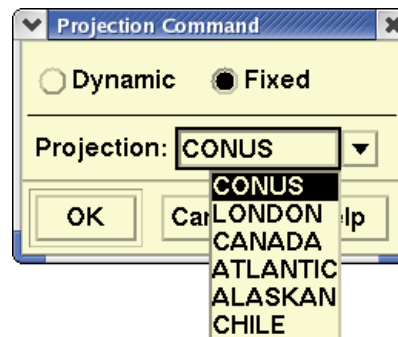 Projection Command
Dynamic Fixed
Projection: CONUS
CONUS
OK
LONDON
CANADA
ATLANTIC
ALASKAN
CHILE